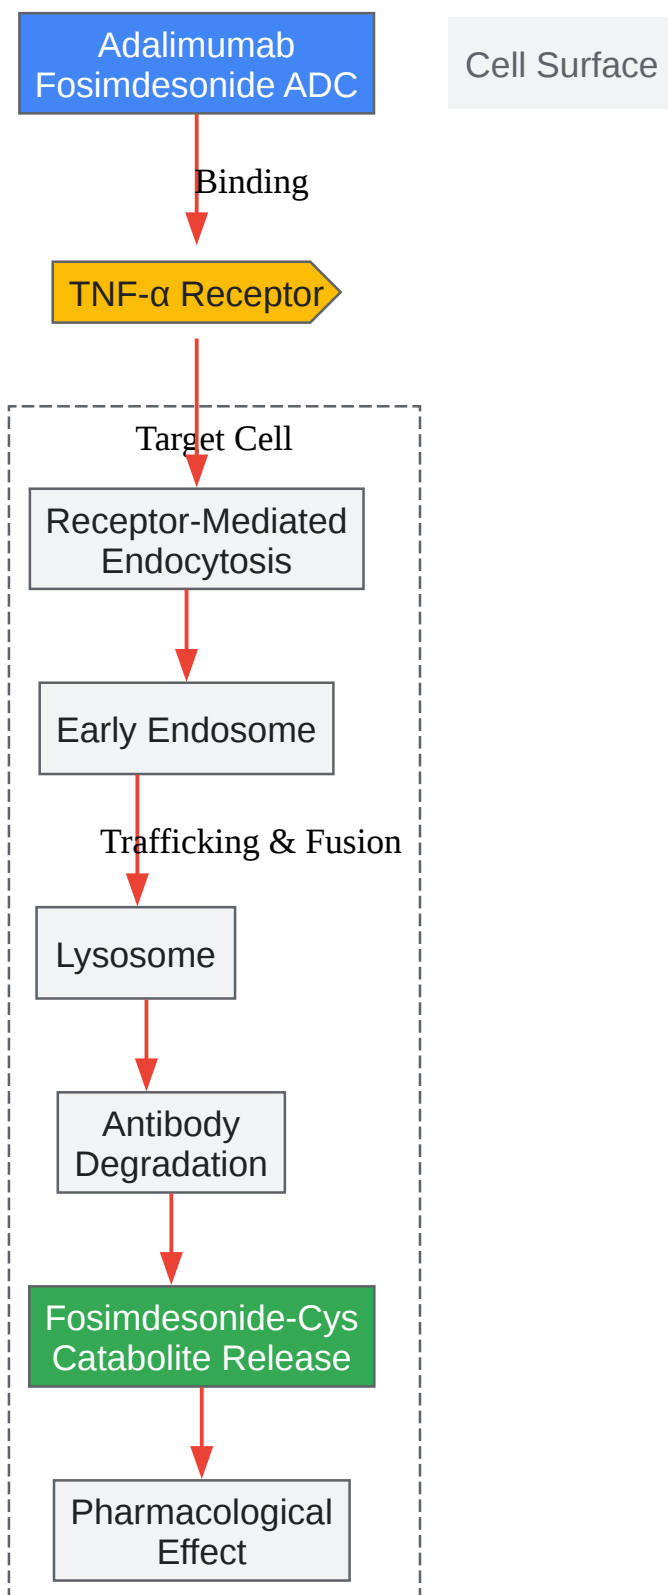 Adalimumab
Fosimdesonide ADC
Cell Surface
Binding
TNF-α Receptor
Target Cell
Receptor-Mediated
Endocytosis
Early Endosome
Trafficking & Fusion
Lysosome
Antibody
Degradation
Fosimdesonide-Cys
Catabolite Release
Pharmacological
Effect